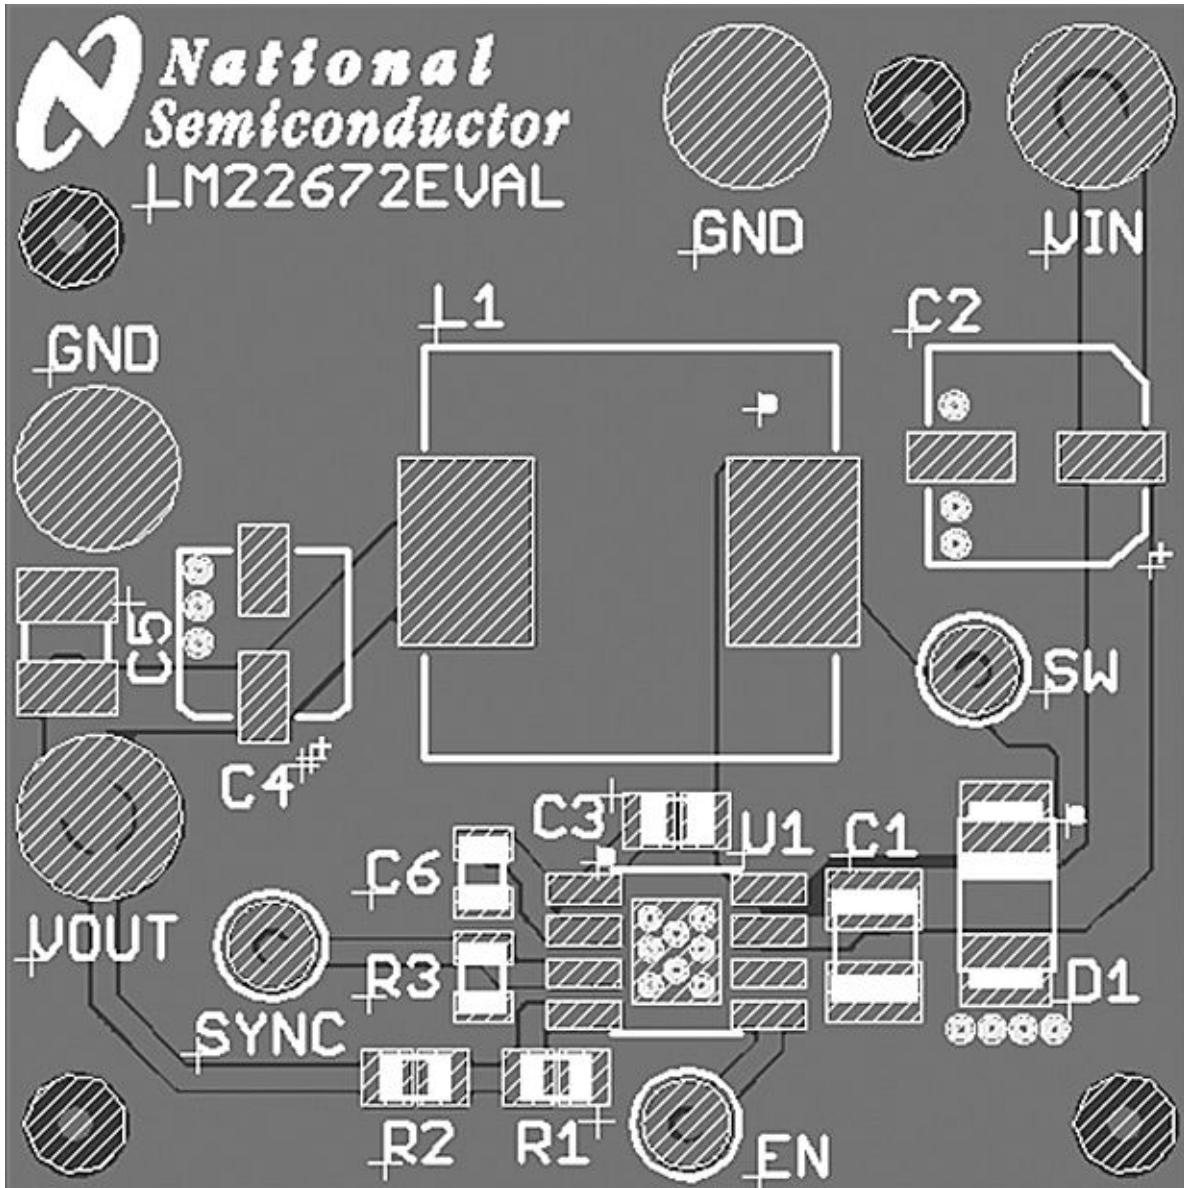 National
Semiconductor
LM22672EVAL
GND
VIN
L1
C2
GND
C5
SW
C4
C3
U1
C1
C6
VOUT
R3
D1
SYNC
R2
R1
EN